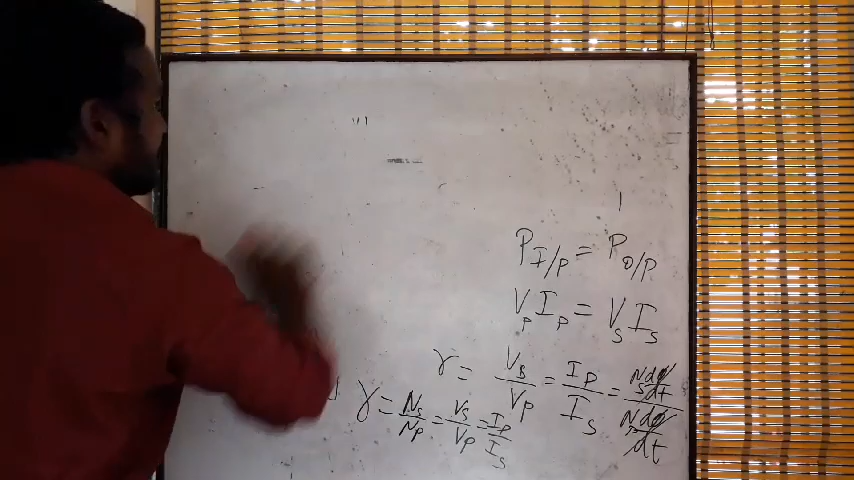 P_I/P = P_O/P
V_P I_P = V_S I_S
r = V_S/V_P = I_P/I_S = (N_S dφ/dt)/(N_P dφ/dt)
r = N_S/N_P = V_S/V_P = I_P/I_S